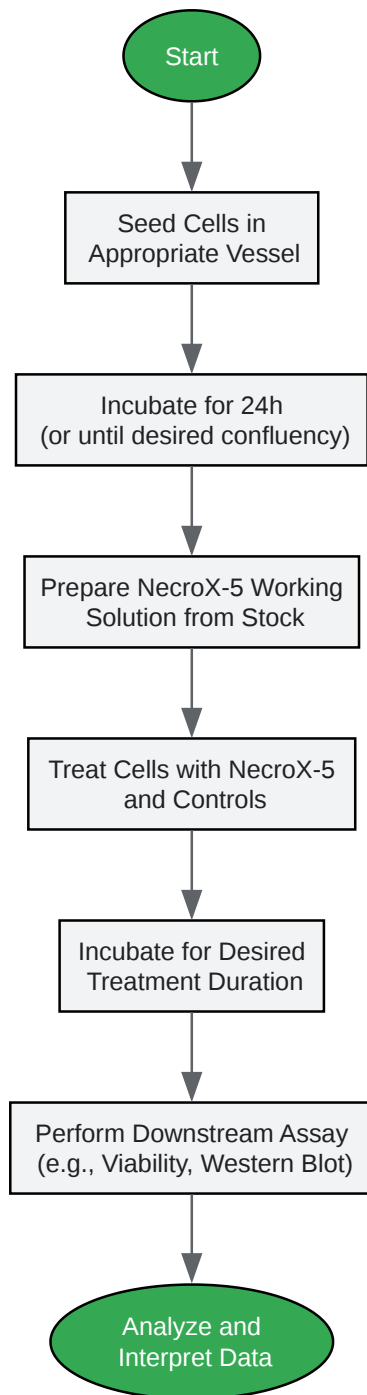 Start
Seed Cells in
Appropriate Vessel
Incubate for 24h
(or until desired confluency)
Prepare NecroX-5 Working
Solution from Stock
Treat Cells with NecroX-5
and Controls
Incubate for Desired
Treatment Duration
Perform Downstream Assay
(e.g., Viability, Western Blot)
Analyze and
Interpret Data